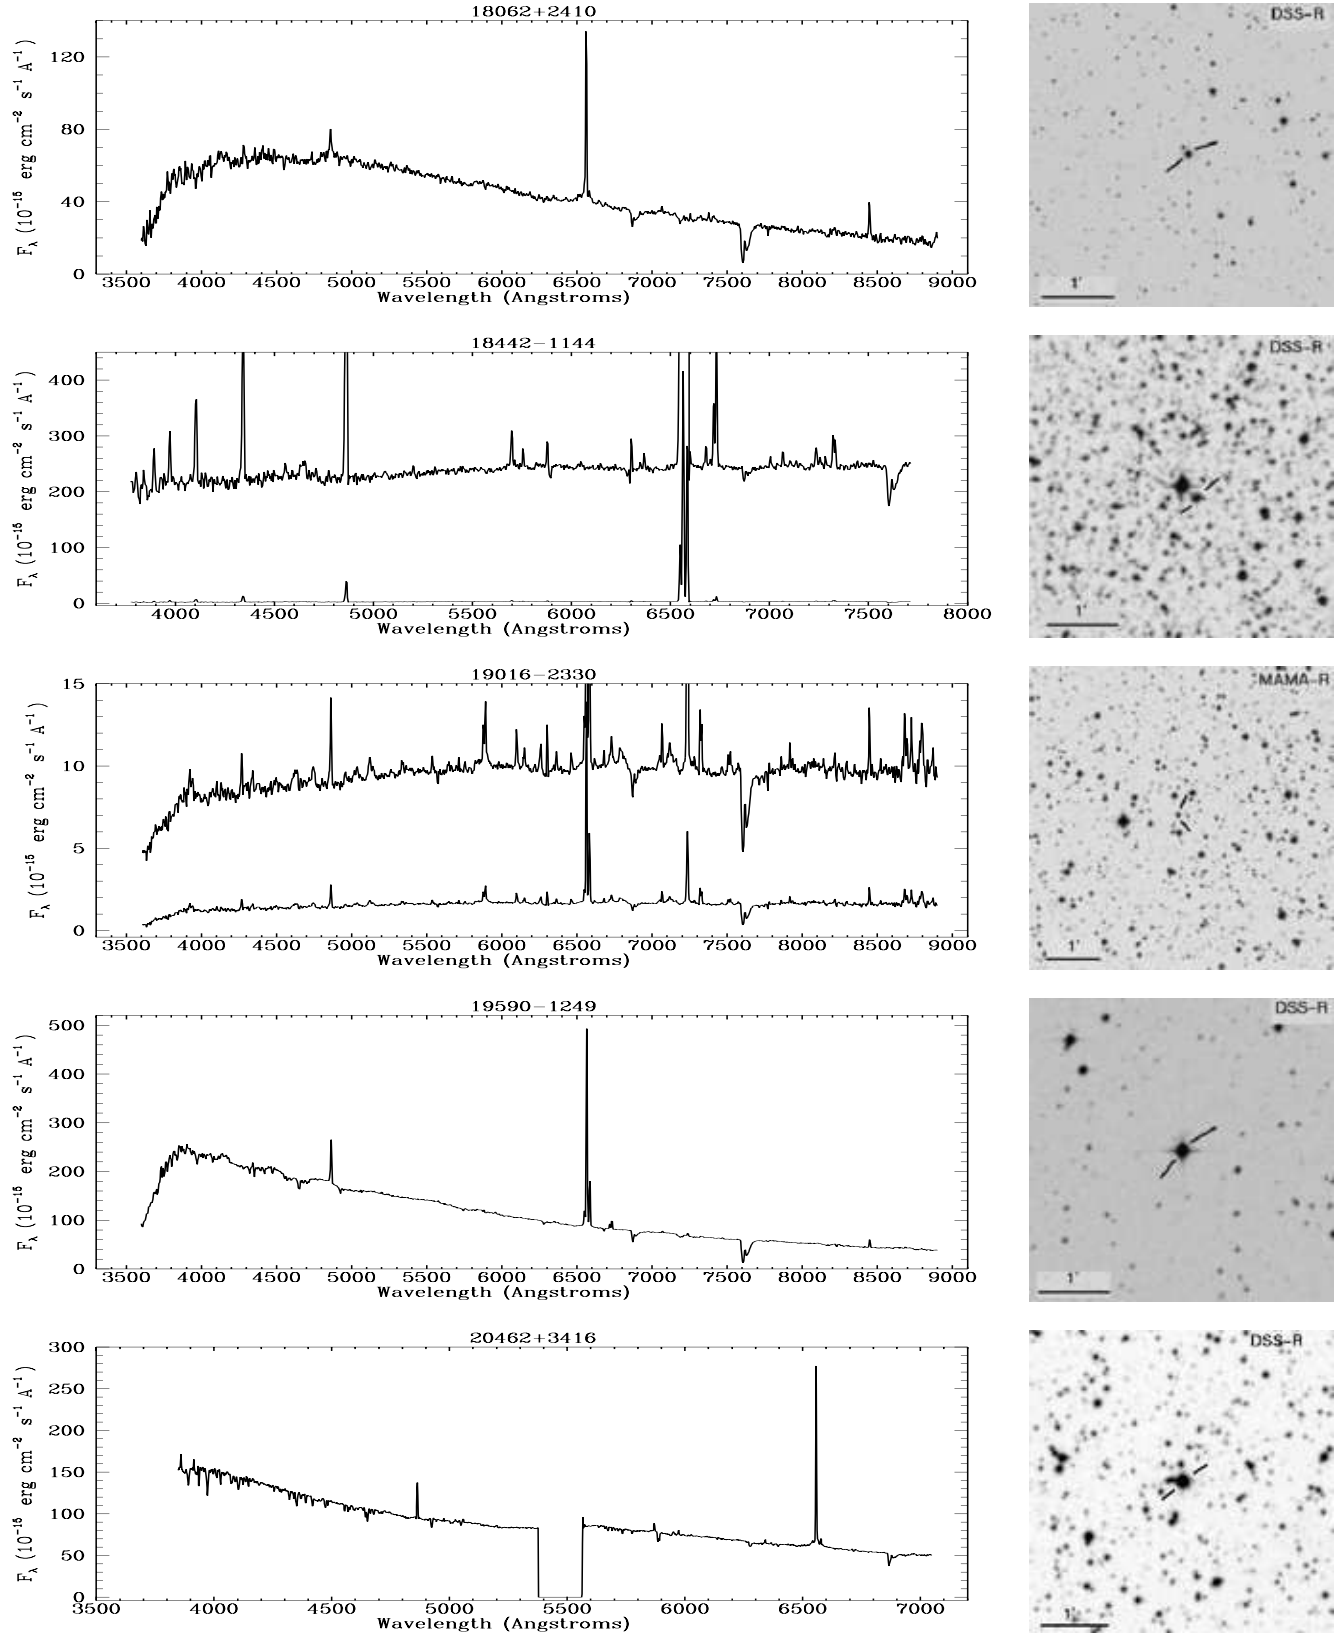 18062+2410
DSS-R
120
80
40
0
F_λ (10⁻¹⁵ erg cm⁻² s⁻¹ A⁻¹)
3500 4000 4500 5000 5500 6000 6500 7000 7500 8000 8500 9000
Wavelength (Angstroms)
1'
18442-1144
DSS-R
400
300
200
100
0
F_λ (10⁻¹⁵ erg cm⁻² s⁻¹ A⁻¹)
4000 4500 5000 5500 6000 6500 7000 7500 8000
Wavelength (Angstroms)
1'
19016-2330
MAMA-R
15
10
5
0
F_λ (10⁻¹⁵ erg cm⁻² s⁻¹ A⁻¹)
3500 4000 4500 5000 5500 6000 6500 7000 7500 8000 8500 9000
Wavelength (Angstroms)
1'
19590-1249
DSS-R
500
400
300
200
100
0
F_λ (10⁻¹⁵ erg cm⁻² s⁻¹ A⁻¹)
3500 4000 4500 5000 5500 6000 6500 7000 7500 8000 8500 9000
Wavelength (Angstroms)
1'
20462+3416
DSS-R
300
250
200
150
100
50
0
F_λ (10⁻¹⁵ erg cm⁻² s⁻¹ A⁻¹)
3500 4000 4500 5000 5500 6000 6500 7000
Wavelength (Angstroms)
1'